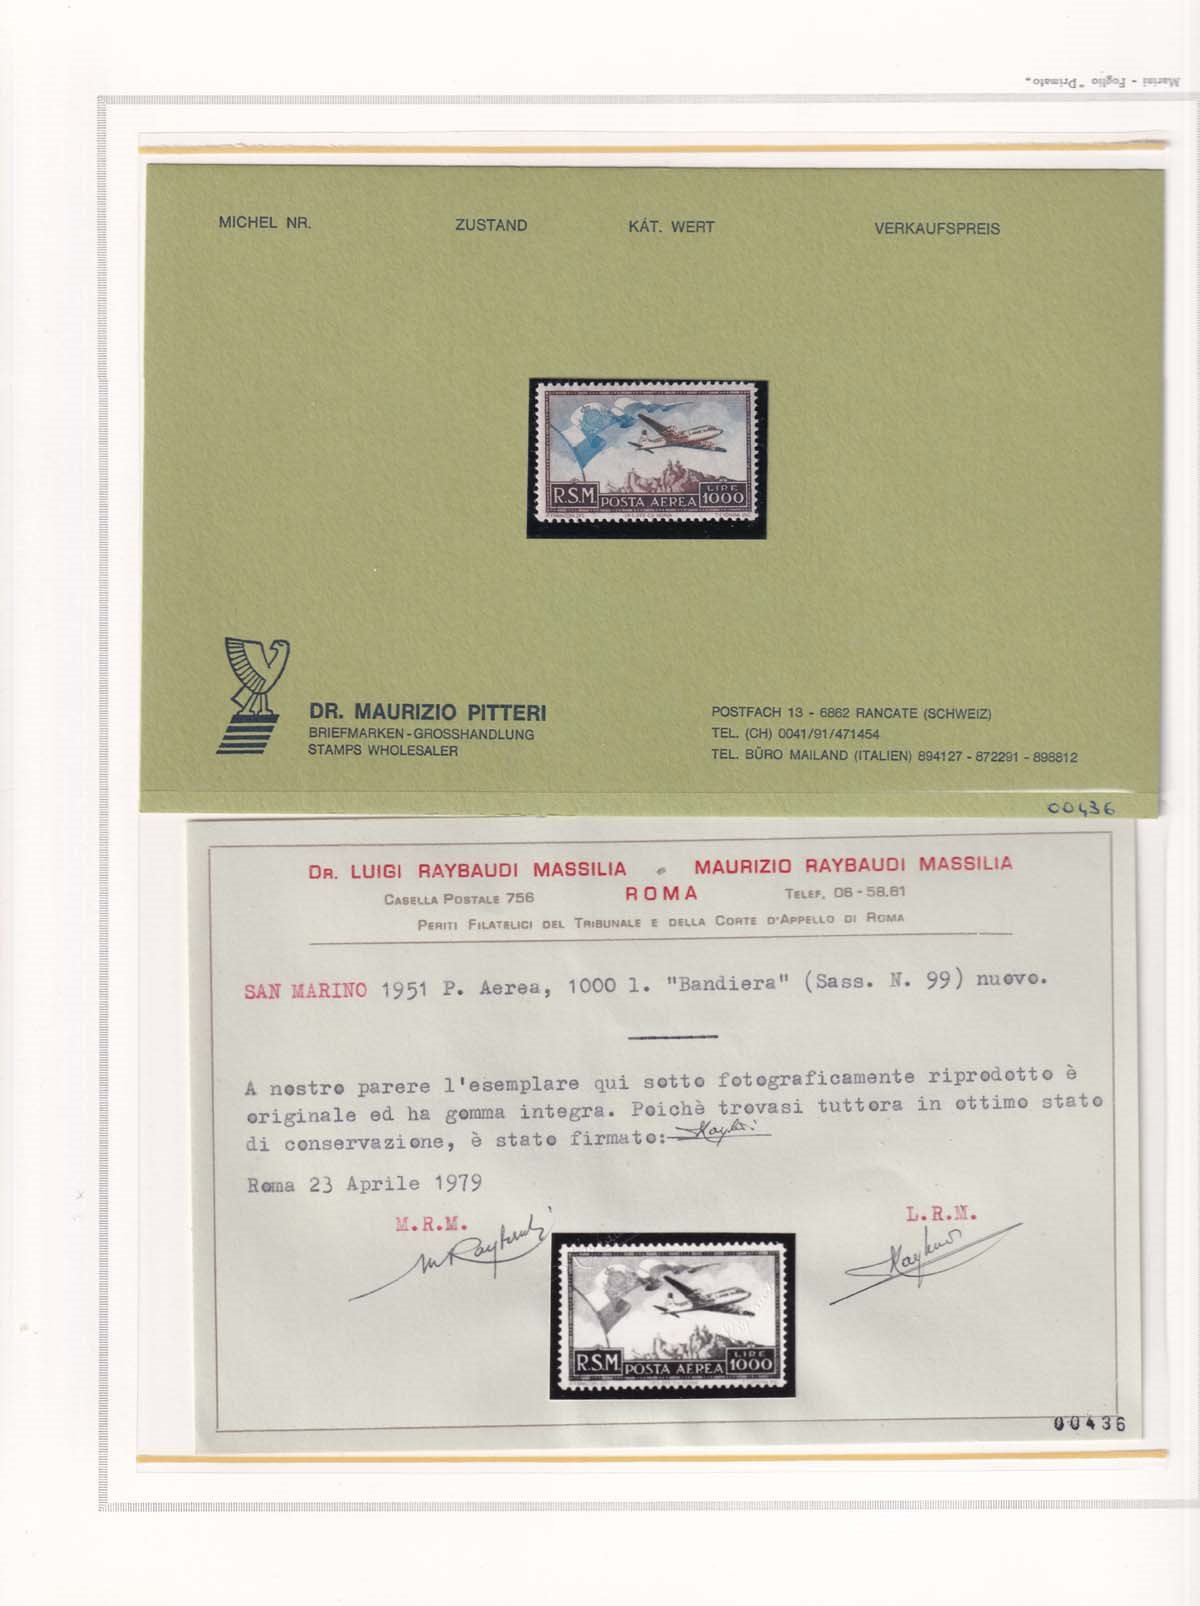 Marini - Foglio "Primato".
MICHEL NR. ZUSTAND KAT. WERT VERKAUFSPREIS
R.S.M. POSTA AEREA LIRE 1000
DR. MAURIZIO PITTERI
BRIEFMARKEN - GROSSHANDLUNG
STAMPS WHOLESALER
POSTFACH 13 - 6862 RANCATE (SCHWEIZ)
TEL. (CH) 0041/91/471454
TEL. BÜRO MAILAND (ITALIEN) 894127 - 872291 - 898812
00436
DR. LUIGI RAYBAUDI MASSILIA • MAURIZIO RAYBAUDI MASSILIA
CASELLA POSTALE 756 ROMA TELEF. 06 - 58.81
PERITI FILATELICI DEL TRIBUNALE E DELLA CORTE D'APPELLO DI ROMA
SAN MARINO 1951 P. Aerea, 1000 l. "Bandiera" (Sass. N. 99) nuovo.
A nostro parere l'esemplare qui sotto fotograficamente riprodotto è
originale ed ha gomma integra. Poichè trovasi tuttora in ottimo stato
di conservazione, è stato firmato:
Roma 23 Aprile 1979
M.R.M. L.R.M.
R.S.M. POSTA AEREA LIRE 1000
00436